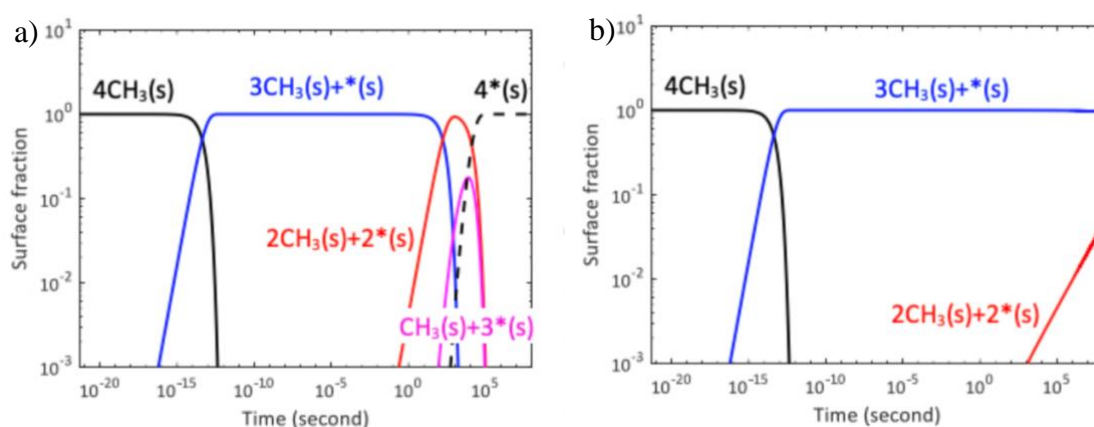 a)
Surface fraction
10¹
10⁰
10⁻¹
10⁻²
10⁻³
4CH₃(s)
3CH₃(s)+*(s)
4*(s)
2CH₃(s)+2*(s)
CH₃(s)+3*(s)
10⁻²⁰ 10⁻¹⁵ 10⁻¹⁰ 10⁻⁵ 10⁰ 10⁵
Time (second)
b)
Surface fraction
10¹
10⁰
10⁻¹
10⁻²
10⁻³
4CH₃(s)
3CH₃(s)+*(s)
2CH₃(s)+2*(s)
10⁻²⁰ 10⁻¹⁵ 10⁻¹⁰ 10⁻⁵ 10⁰ 10⁵
Time (second)